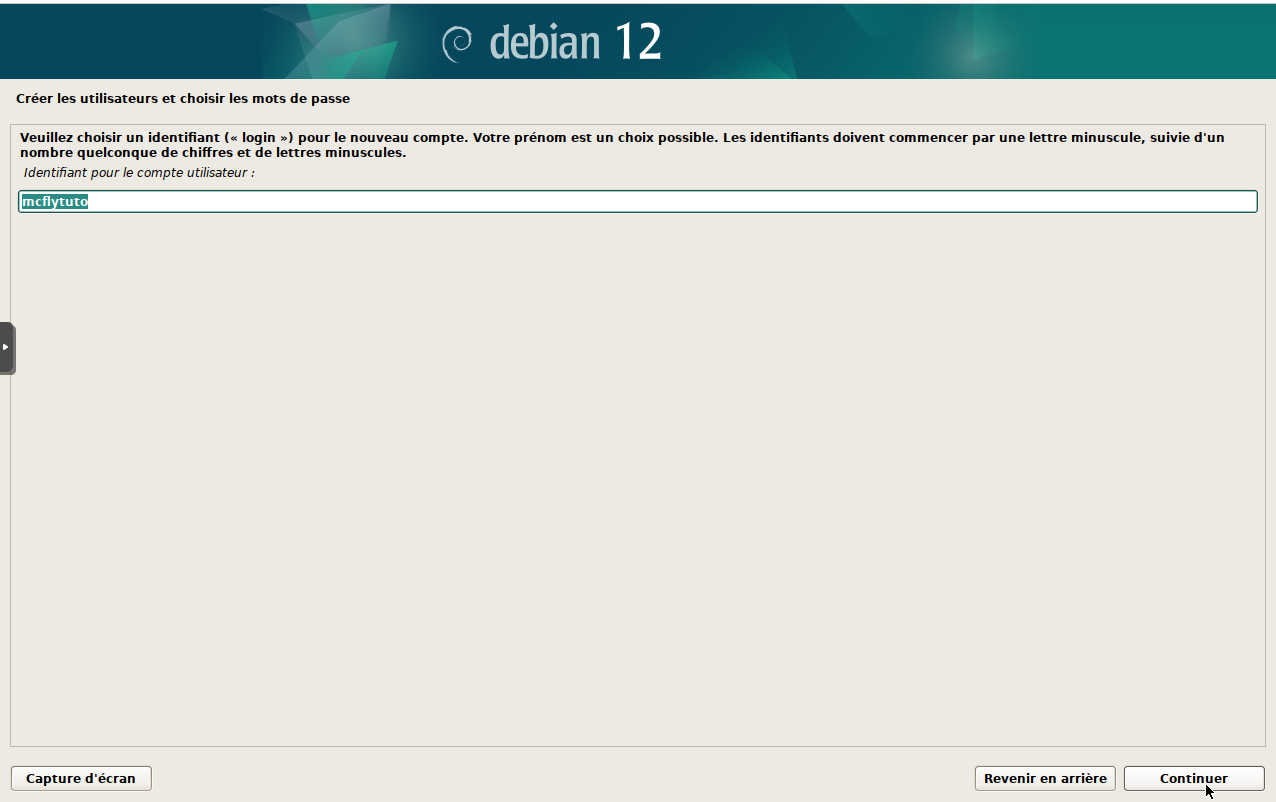 debian 12
Créer les utilisateurs et choisir les mots de passe
Veuillez choisir un identifiant (« login ») pour le nouveau compte. Votre prénom est un choix possible. Les identifiants doivent commencer par une lettre minuscule, suivie d'un
nombre quelconque de chiffres et de lettres minuscules.
Identifiant pour le compte utilisateur :
mcflytuto
Capture d'écran
Revenir en arrière
Continuer